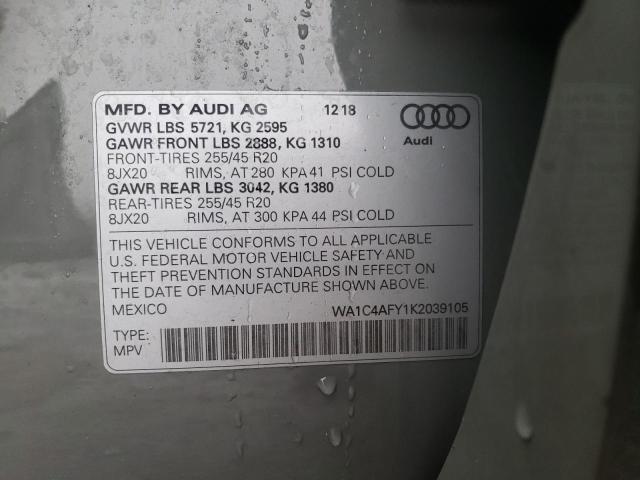 MFD. BY AUDI AG 12 18
GVWR LBS 5721, KG 2595
GAWR FRONT LBS 2888, KG 1310
FRONT-TIRES 255/45 R20
8JX20 RIMS, AT 280 KPA 41 PSI COLD
GAWR REAR LBS 3042, KG 1380
REAR-TIRES 255/45 R20
8JX20 RIMS, AT 300 KPA 44 PSI COLD
Audi
THIS VEHICLE CONFORMS TO ALL APPLICABLE
U.S. FEDERAL MOTOR VEHICLE SAFETY AND
THEFT PREVENTION STANDARDS IN EFFECT ON
THE DATE OF MANUFACTURE SHOWN ABOVE.
MEXICO WA1C4AFY1K2039105
TYPE:
MPV